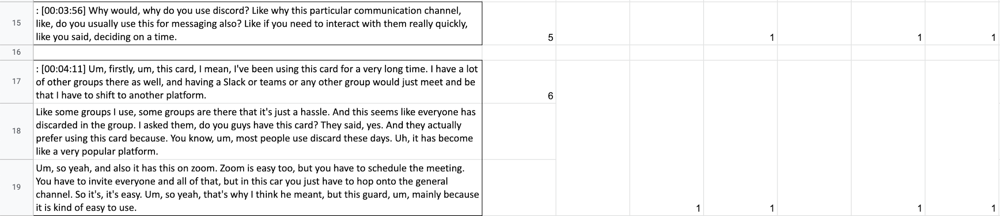 : [00:03:56] Why would, why do you use discord? Like why this particular communication channel,
15
like, do you usually use this for messaging also? Like if you need to interact with them really quickly,
like you said, deciding on a time.
5
1
1
1
16
: [00:04:11] Um, firstly, um, this card, I mean, I've been using this card for a very long time. I have a lot
17
of other groups there as well, and having a Slack or teams or any other group would just meet and be
that I have to shift to another platform.
6
Like some groups I use, some groups are there that it's just a hassle. And this seems like everyone has
18
discarded in the group. I asked them, do you guys have this card? They said, yes. And they actually
prefer using this card because. You know, um, most people use discard these days. Uh, it has become
like a very popular platform.
Um, so yeah, and also it has this on zoom. Zoom is easy too, but you have to schedule the meeting.
You have to invite everyone and all of that, but in this car you just have to hop onto the general
19
channel. So it's, it's easy. Um, so yeah, that's why I think he meant, but this guard, um, mainly because
it is kind of easy to use.
1
1
1
1